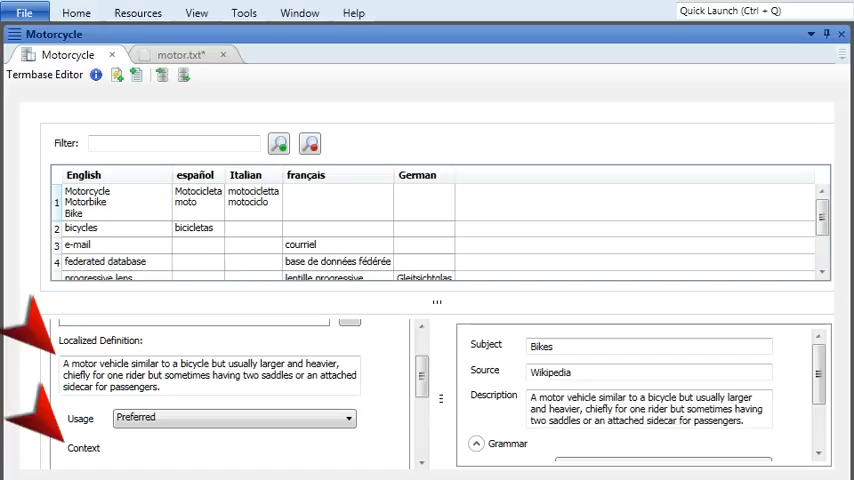 File Home Resources View Tools Window Help Quick Launch (Ctrl + Q)
Motorcycle
Motorcycle × motor.txt* ×
Termbase Editor
Filter:
English español Italian français German
1 Motorcycle Motocicleta motocicletta
Motorbike moto motociclo
Bike
2 bicycles bicicletas
3 e-mail courriel
4 federated database base de données fédérée
progressive lens lentille progressive Gleitsichtglas
Localized Definition:
A motor vehicle similar to a bicycle but usually larger and heavier,
chiefly for one rider but sometimes having two saddles or an attached
sidecar for passengers.
Usage Preferred
Context
Subject Bikes
Source Wikipedia
Description A motor vehicle similar to a bicycle but usually larger
and heavier, chiefly for one rider but sometimes having
two saddles or an attached sidecar for passengers.
Grammar